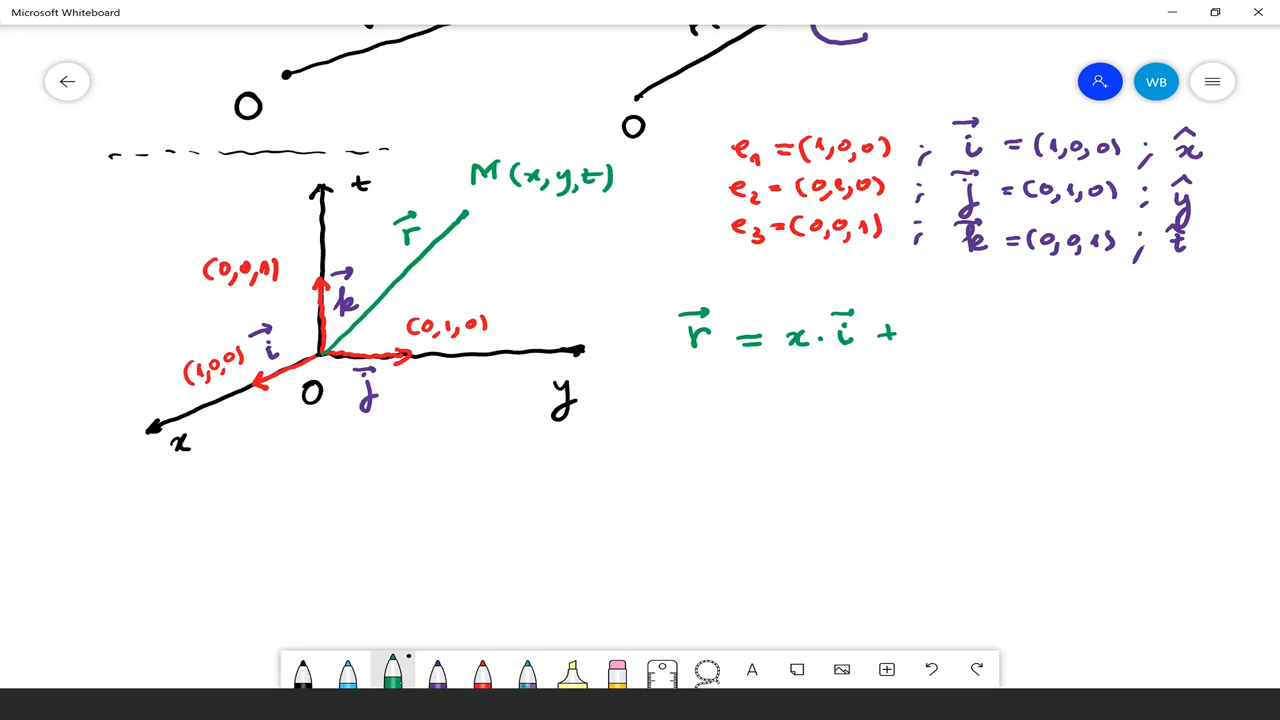 Microsoft Whiteboard
WB
O
O
e₁ = (1,0,0) ; i⃗ = (1,0,0) ; x̂
e₂ = (0,1,0) ; j⃗ = (0,1,0) ; ŷ
e₃ = (0,0,1) ; k⃗ = (0,0,1) ; ẑ
z
M(x,y,z)
r⃗
(0,0,1)
k⃗
(0,1,0)
i⃗
(1,0,0)
O
j⃗
y
x
r⃗ = x · i⃗ +
A